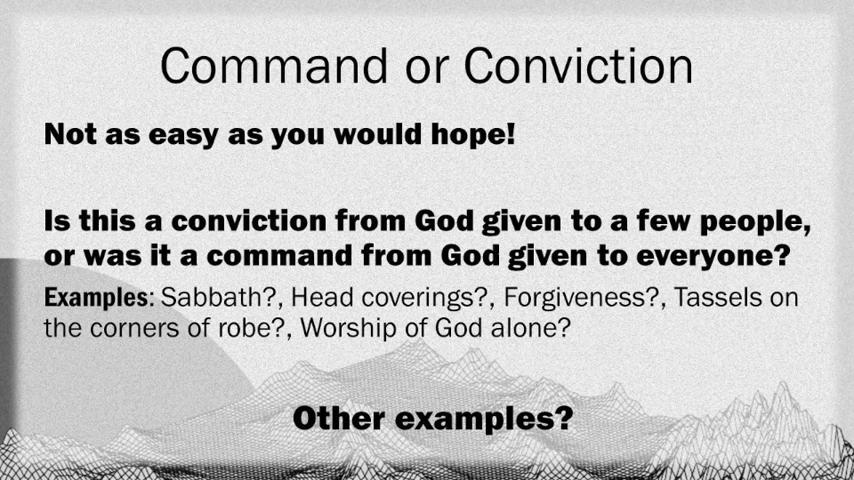 Command or Conviction
Not as easy as you would hope!
Is this a conviction from God given to a few people,
or was it a command from God given to everyone?
Examples: Sabbath?, Head coverings?, Forgiveness?, Tassels on
the corners of robe?, Worship of God alone?
Other examples?